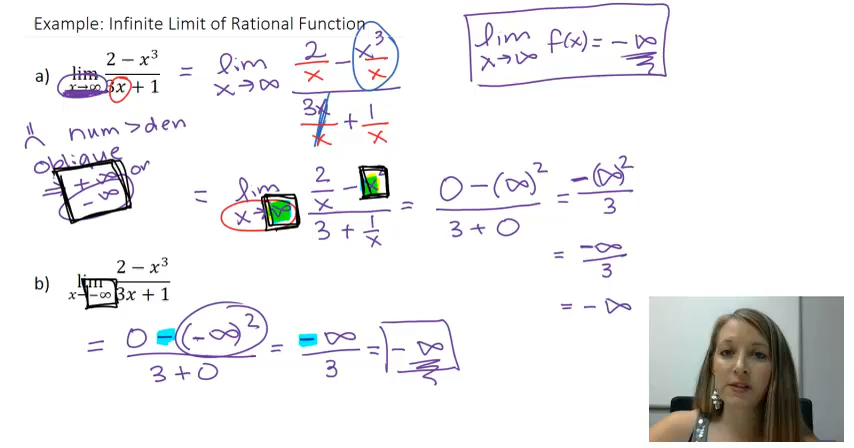 Example: Infinite Limit of Rational Function
lim x→∞ f(x) = -∞
a) lim x→∞ (2 − x³)/(3x + 1) = lim x→∞ (2/x − x³/x)/(3x/x + 1/x)
num > den
oblique
⇒ +∞ or
-∞
= lim x→∞ (2/x − x²)/(3 + 1/x) = (0 − (∞)²)/(3 + 0) = −(∞)²/3
= −∞/3
= −∞
b) lim x→−∞ (2 − x³)/(3x + 1)
= (0 − (−∞)²)/(3 + 0) = −∞/3 = −∞